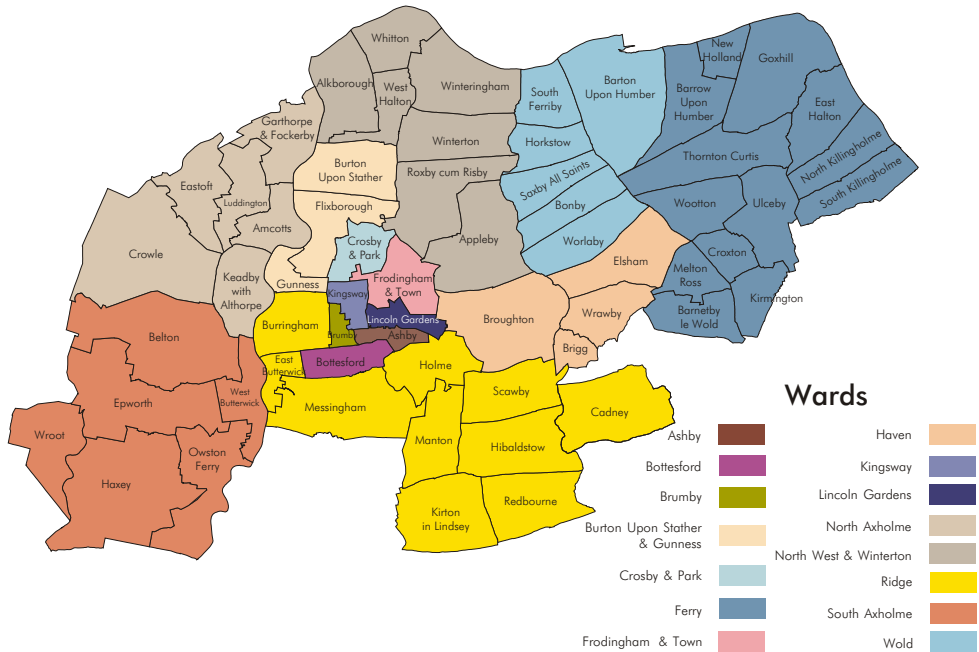 Whitton
New
Holland
Goxhill
Alkborough
West
Halton
Winteringham
South
Ferriby
Barton
Upon Humber
Barrow
Upon
Humber
East
Halton
Garthorpe
& Fockerby
Winterton
Horkstow
North Killingholme
South Killingholme
Thornton Curtis
Burton
Upon Stather
Roxby cum Risby
Saxby All Saints
Eastoft
Luddington
Flixborough
Bonby
Wootton
Ulceby
Amcotts
Crosby
& Park
Appleby
Worlaby
Crowle
Elsham
Croxton
Keadby
with
Althorpe
Gunness
Frodingham
& Town
Melton
Ross
Kirmington
Kingsway
Burringham
Lincoln Gardens
Broughton
Wrawby
Barnetby
le Wold
Belton
Brumby
Ashby
Brigg
East
Butterwick
Bottesford
Holme
Epworth
West
Butterwick
Messingham
Scawby
Cadney
Wroot
Manton
Hibaldstow
Owston
Ferry
Haxey
Kirton
in Lindsey
Redbourne
Wards
Ashby
Bottesford
Brumby
Burton Upon Stather
& Gunness
Crosby & Park
Ferry
Frodingham & Town
Haven
Kingsway
Lincoln Gardens
North Axholme
North West & Winterton
Ridge
South Axholme
Wold